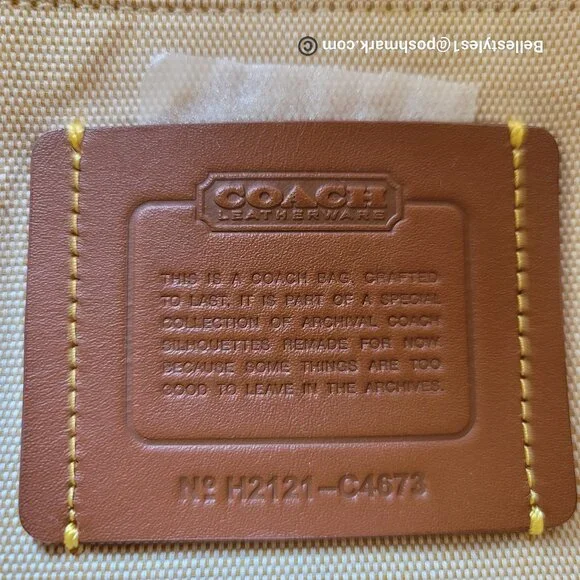 Bellestyles1@poshmark.com ©
COACH
LEATHERWARE
THIS IS A COACH BAG, CRAFTED
TO LAST. IT IS PART OF A SPECIAL
COLLECTION OF ARCHIVAL COACH
SILHOUETTES REMADE FOR NOW
BECAUSE SOME THINGS ARE TOO
GOOD TO LEAVE IN THE ARCHIVES.
Nº H2121-C4673